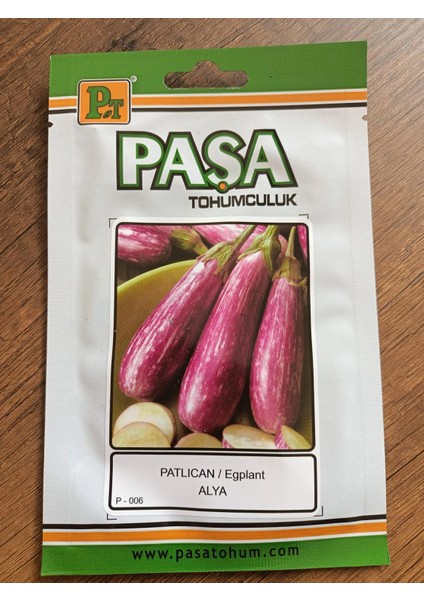 PT
PAŞA
TOHUMCULUK
PATLICAN / Egplant
ALYA
P - 006
www.pasatohum.com